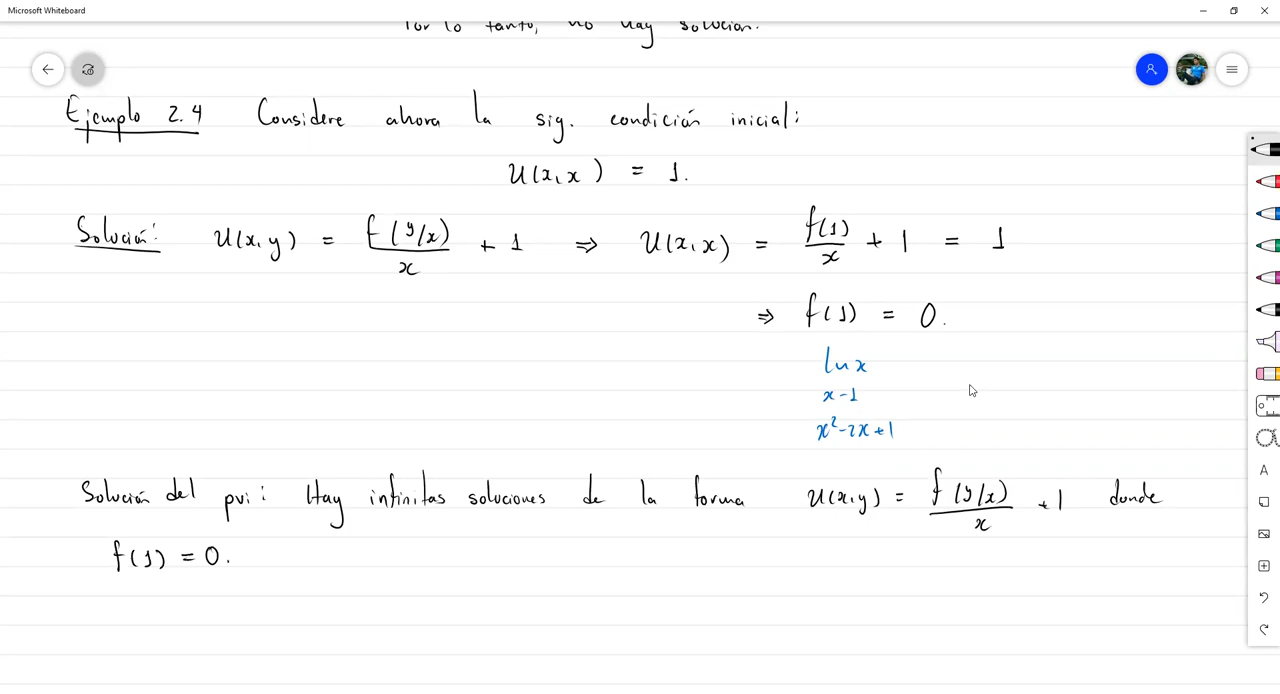 Microsoft Whiteboard
Por lo tanto, no hay solución.
Ejemplo 2.4 Considere ahora la sig. condición inicial:
u(x,x) = 1.
Solución: u(x,y) = f(y/x)/x + 1 ⇒ u(x,x) = f(1)/x + 1 = 1
⇒ f(1) = 0.
ln x
x-1
x²-2x+1
Solución del pvi: Hay infinitas soluciones de la forma u(x,y) = f(y/x)/x +1 donde
f(1) = 0.
A